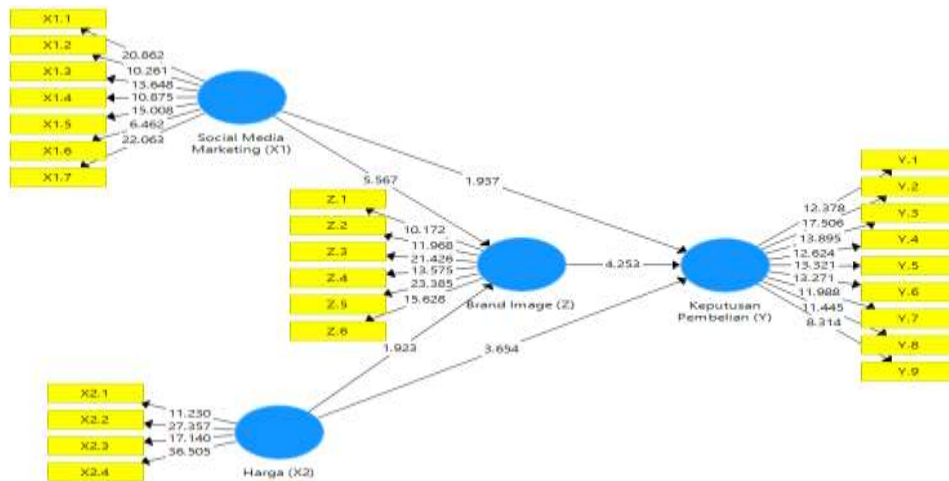 X1.1
X1.2
X1.3
X1.4
X1.5
X1.6
X1.7
20.862
10.261
13.648
10.875
15.008
6.462
22.063
Social Media
Marketing (X1)
5.567
1.937
Z.1
Z.2
Z.3
Z.4
Z.5
Z.6
10.172
11.968
21.426
13.575
23.385
15.628
Brand Image (Z)
4.253
Keputusan
Pembelian (Y)
Y.1
Y.2
Y.3
Y.4
Y.5
Y.6
Y.7
Y.8
Y.9
12.378
17.506
13.895
12.624
13.321
13.271
11.988
11.445
8.314
1.923
3.654
X2.1
X2.2
X2.3
X2.4
11.230
27.357
17.140
36.505
Harga (X2)